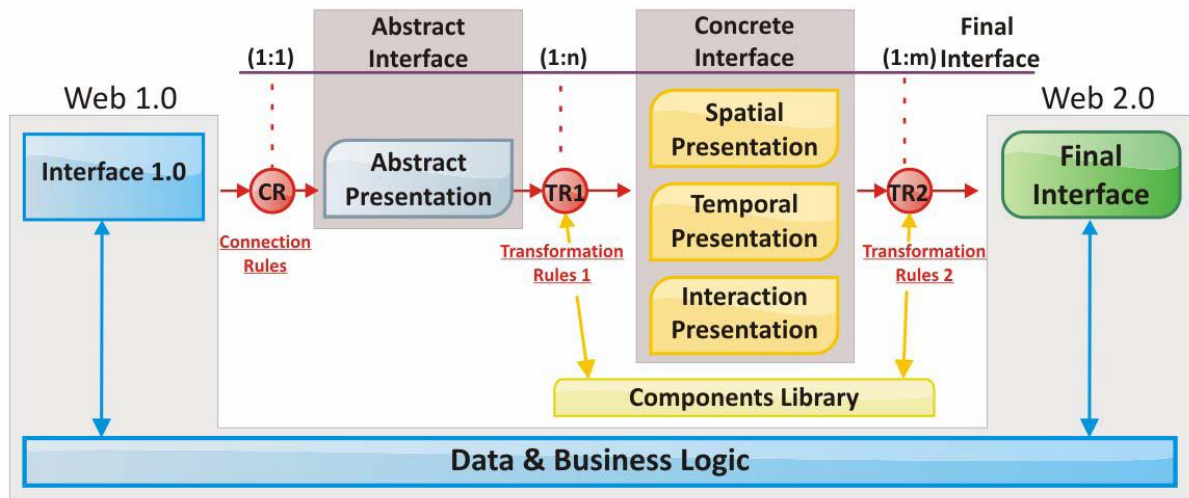 Abstract
Interface
Concrete
Interface
Final
Interface
(1:1)
(1:n)
(1:m)
Web 1.0
Web 2.0
Interface 1.0
CR
Connection
Rules
Abstract
Presentation
TR1
Transformation
Rules 1
Spatial
Presentation
Temporal
Presentation
Interaction
Presentation
TR2
Transformation
Rules 2
Final
Interface
Components Library
Data & Business Logic